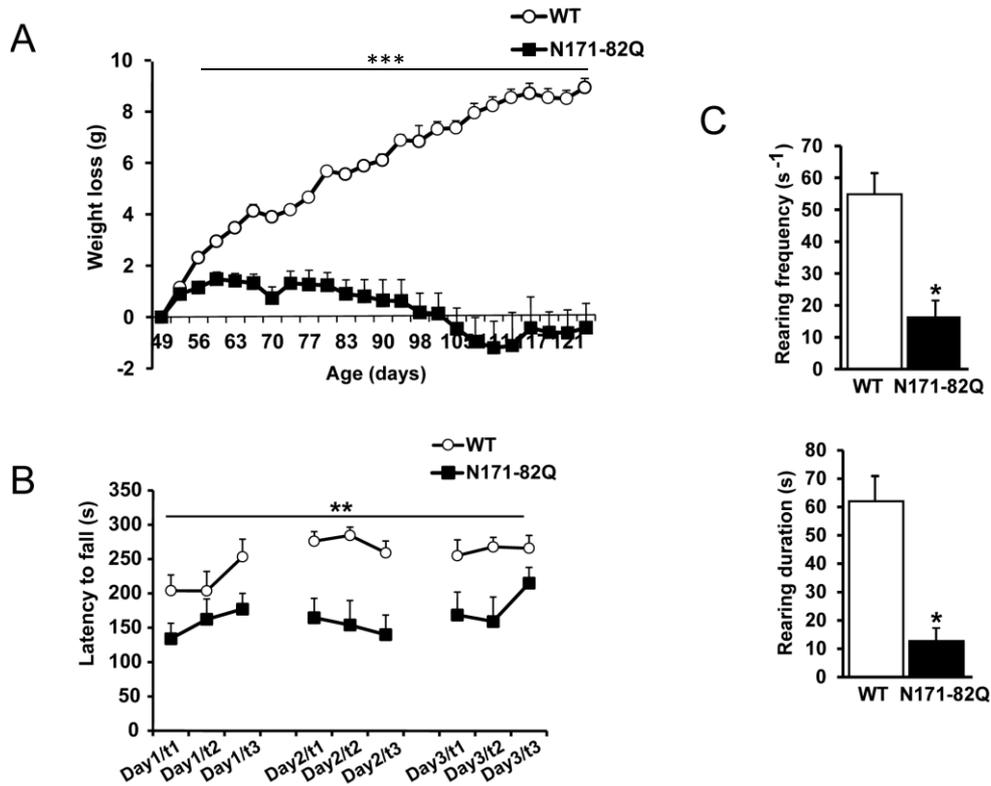 A
WT
N171-82Q
***
10
8
6
4
2
0
-2
Weight loss (g)
49 56 63 70 77 83 90 98 105 117 121
Age (days)
B
WT
N171-82Q
**
350
300
250
200
150
100
50
0
Latency to fall (s)
Day1/t1 Day1/t2 Day1/t3 Day2/t1 Day2/t2 Day2/t3 Day3/t1 Day3/t2 Day3/t3
C
70
60
50
40
30
20
10
0
Rearing frequency (s⁻¹)
*
WT N171-82Q
80
70
60
50
40
30
20
10
0
Rearing duration (s)
*
WT N171-82Q